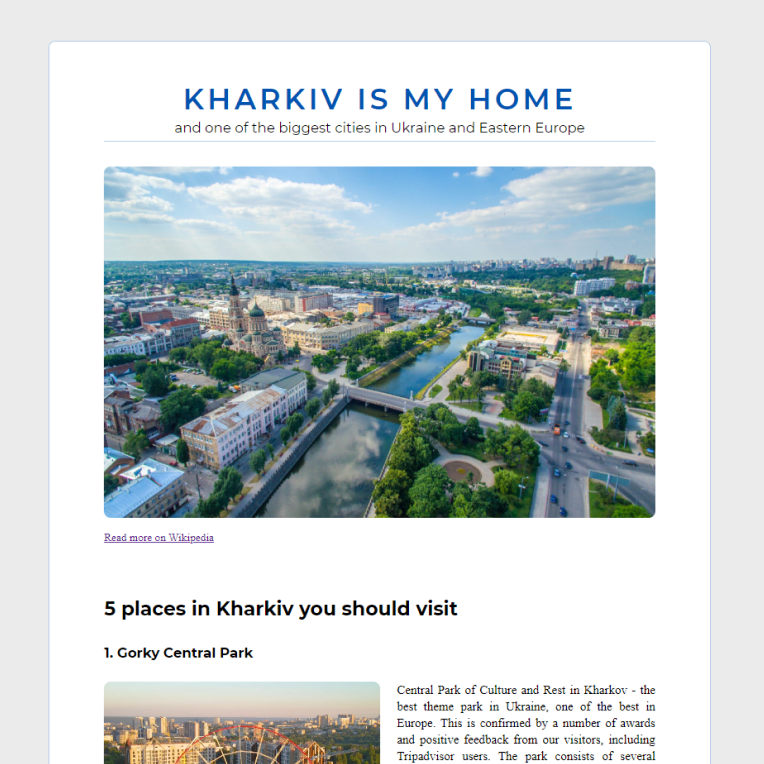 KHARKIV IS MY HOME
and one of the biggest cities in Ukraine and Eastern Europe
Read more on Wikipedia
5 places in Kharkiv you should visit
1. Gorky Central Park
Central Park of Culture and Rest in Kharkov - the
best theme park in Ukraine, one of the best in
Europe. This is confirmed by a number of awards
and positive feedback from our visitors, including
Tripadvisor users. The park consists of several